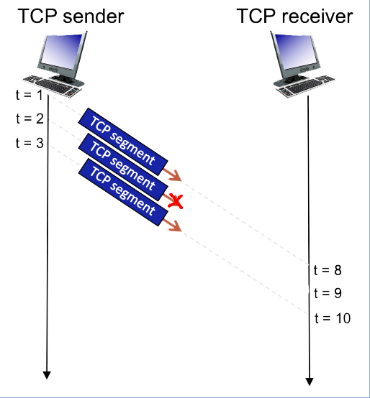 TCP sender
TCP receiver
t = 1
t = 2
t = 3
TCP segment
TCP segment
TCP segment
t = 8
t = 9
t = 10